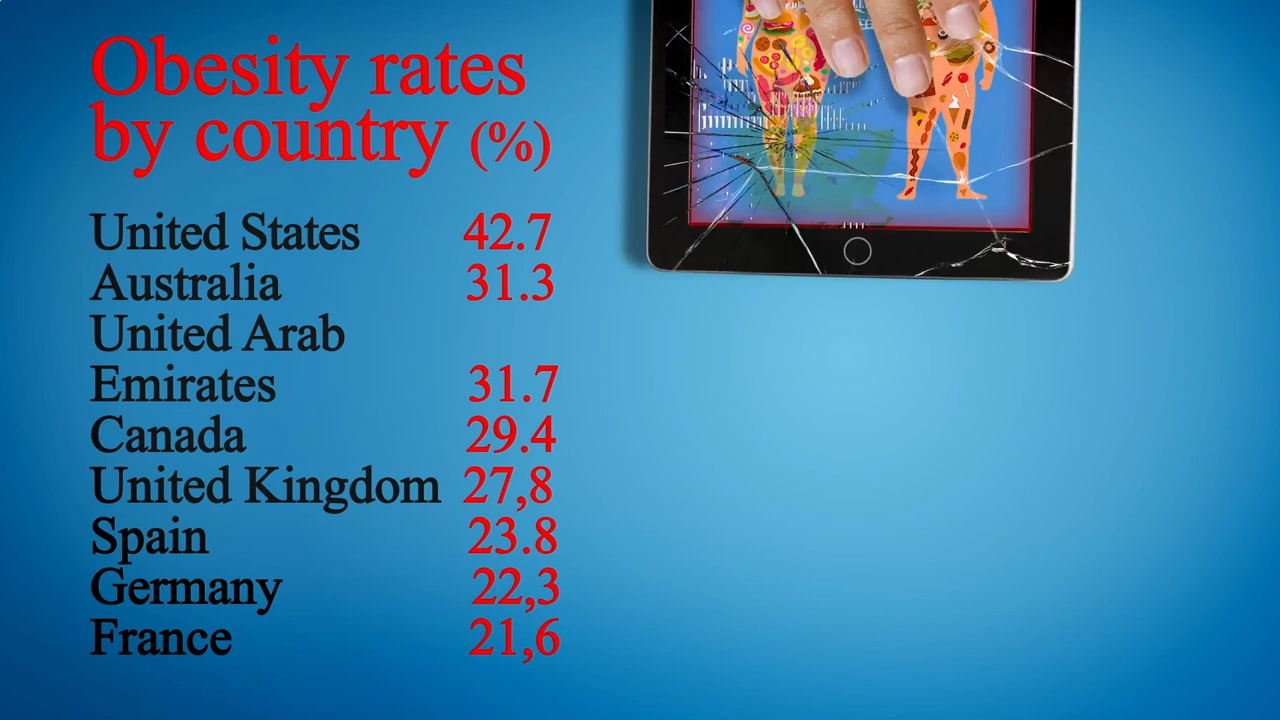 Obesity rates
by country (%)
United States 42.7
Australia 31.3
United Arab
Emirates 31.7
Canada 29.4
United Kingdom 27,8
Spain 23.8
Germany 22,3
France 21,6